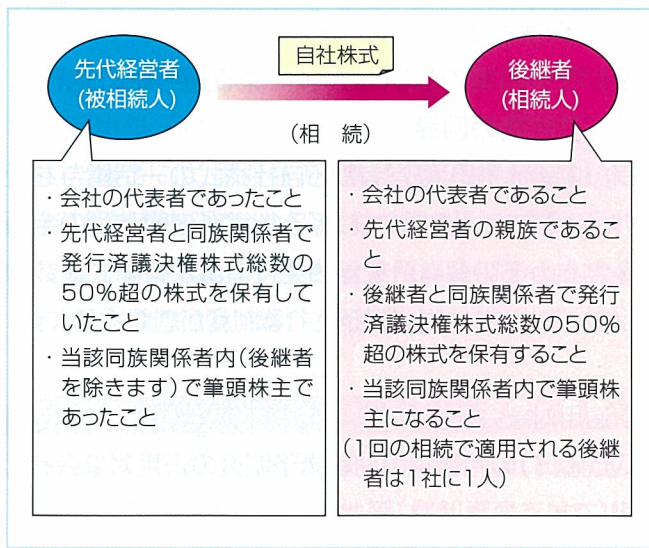 自社株式
先代経営者
(被相続人)
後継者
(相続人)
(相　続)
・会社の代表者であったこと
・先代経営者と同族関係者で
発行済議決権株式総数の
50%超の株式を保有して
いたこと
・当該同族関係者内(後継者
を除きます)で筆頭株主で
あったこと
・会社の代表者であること
・先代経営者の親族であるこ
と
・後継者と同族関係者で発行
済議決権株式総数の50%
超の株式を保有すること
・当該同族関係者内で筆頭株
主になること
(1回の相続で適用される後継
者は1社に1人)